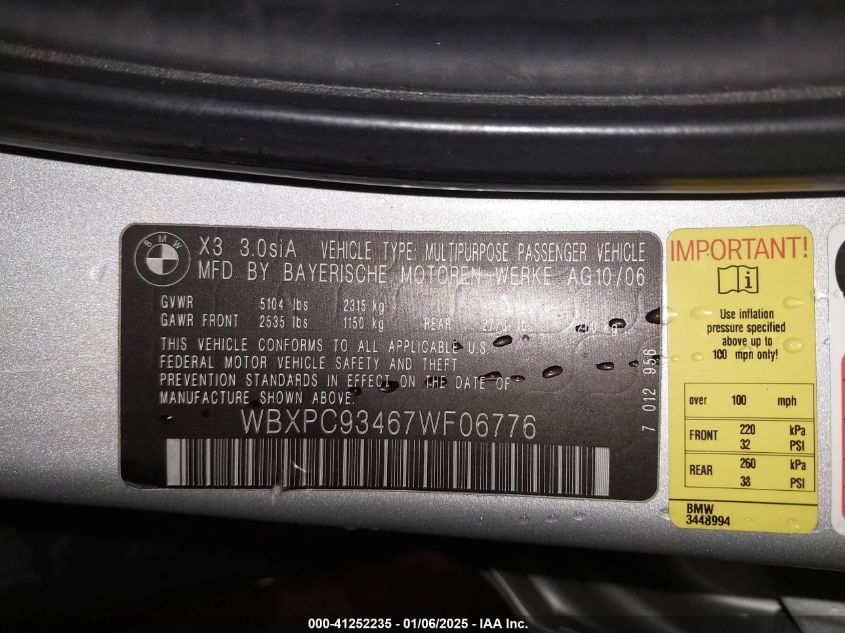 BMW
X3 3.0siA VEHICLE TYPE: MULTIPURPOSE PASSENGER VEHICLE
MFD BY BAYERISCHE MOTOREN WERKE AG10/06
GVWR 5104 lbs 2315 kg
GAWR FRONT 2535 lbs 1150 kg REAR lbs kg
THIS VEHICLE CONFORMS TO ALL APPLICABLE U.S.
FEDERAL MOTOR VEHICLE SAFETY AND THEFT
PREVENTION STANDARDS IN EFFECT ON THE DATE OF
MANUFACTURE SHOWN ABOVE.
WBXPC93467WF06776
7 012 956
IMPORTANT!
i
Use inflation
pressure specified
above up to
100 mph only!
over 100 mph
FRONT 220 kPa
32 PSI
REAR 260 kPa
38 PSI
BMW
3448994
000-41252235 - 01/06/2025 - IAA Inc.